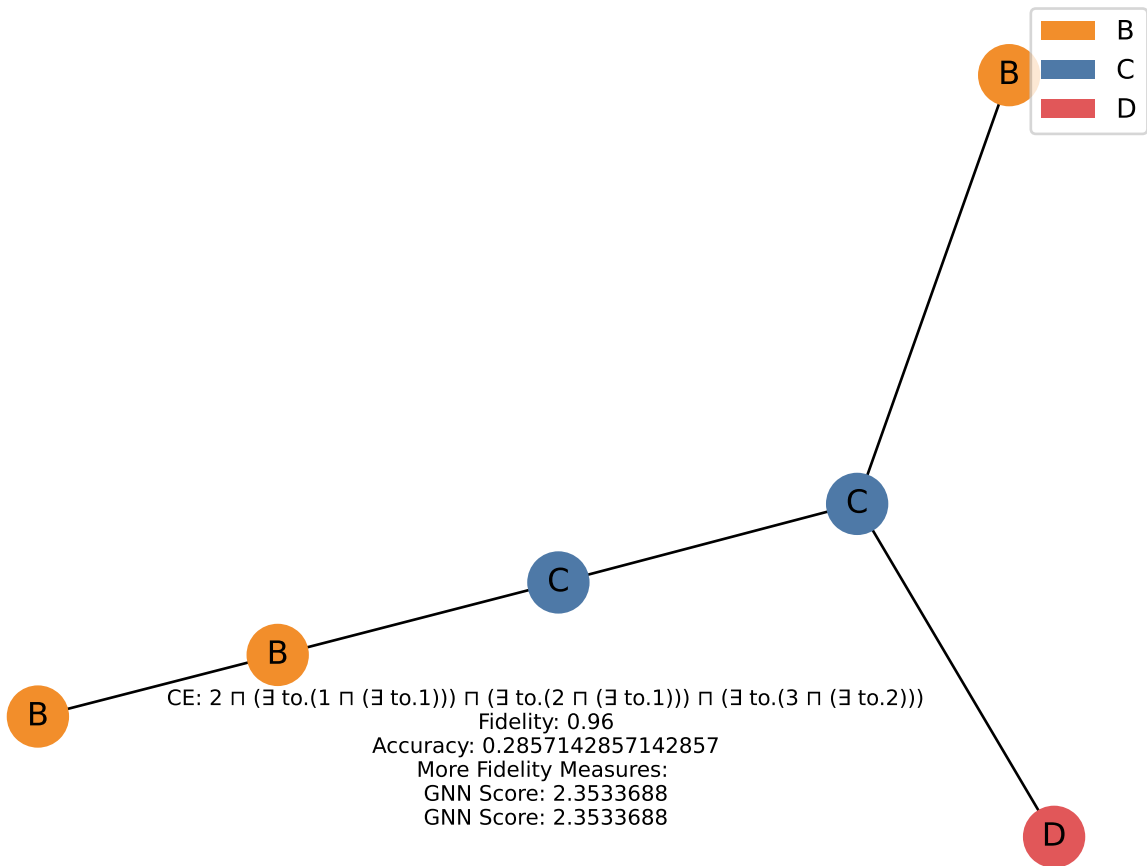 B
B
C
D
C
C
B
B
CE: 2 ⊓ (∃ to.(1 ⊓ (∃ to.1))) ⊓ (∃ to.(2 ⊓ (∃ to.1))) ⊓ (∃ to.(3 ⊓ (∃ to.2)))
Fidelity: 0.96
Accuracy: 0.2857142857142857
More Fidelity Measures:
GNN Score: 2.3533688
GNN Score: 2.3533688
D